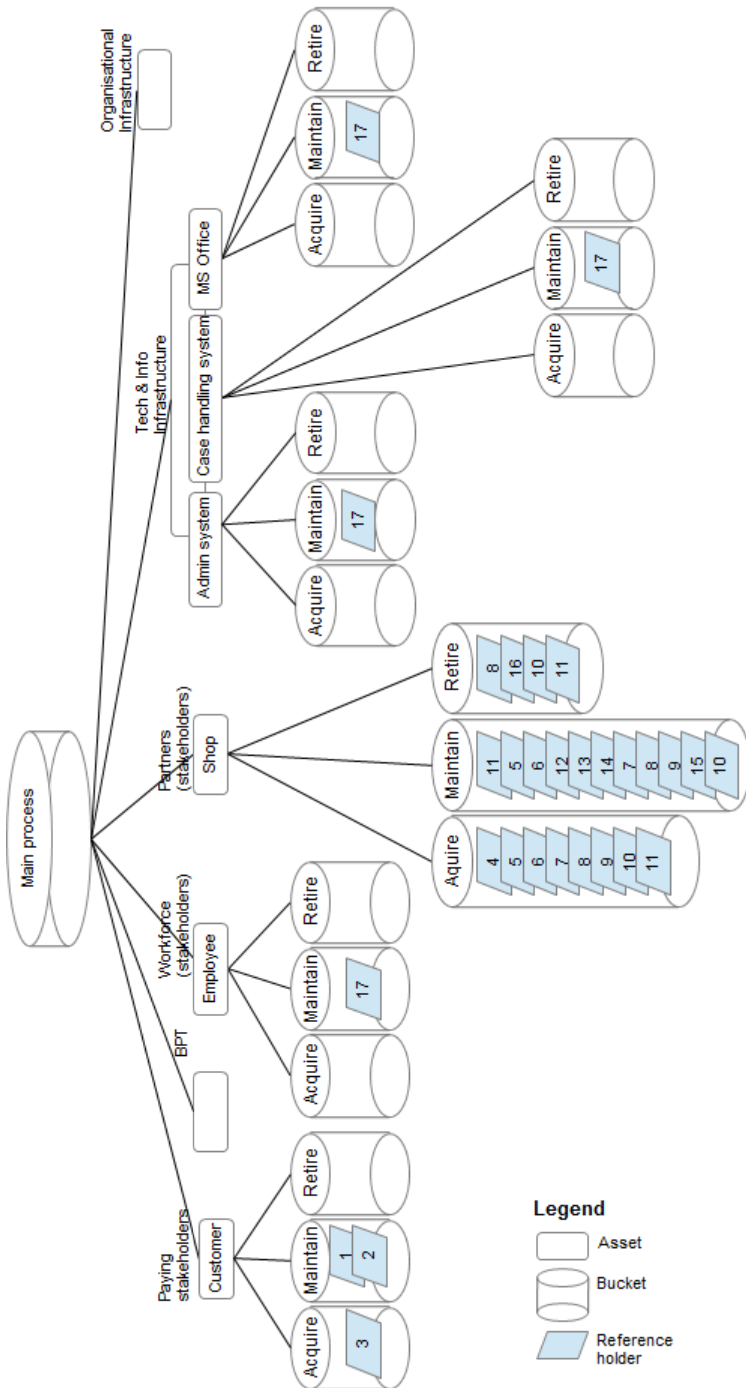 Main process
Paying
stakeholders
BPT
Workforce
(stakeholders)
Partners
(stakeholders)
Tech & Info
Infrastructure
Organisational
Infrastructure
Customer
Employee
Shop
Admin system
Case handling system
MS Office
Acquire
3
Maintain
1
2
Retire
Acquire
Maintain
17
Retire
Aquire
4
5
6
7
8
9
10
11
Maintain
11
5
6
12
13
14
7
8
9
15
10
Retire
8
16
10
11
Acquire
Maintain
17
Retire
Acquire
Maintain
17
Retire
Acquire
Maintain
17
Retire
Legend
Asset
Bucket
Reference
holder